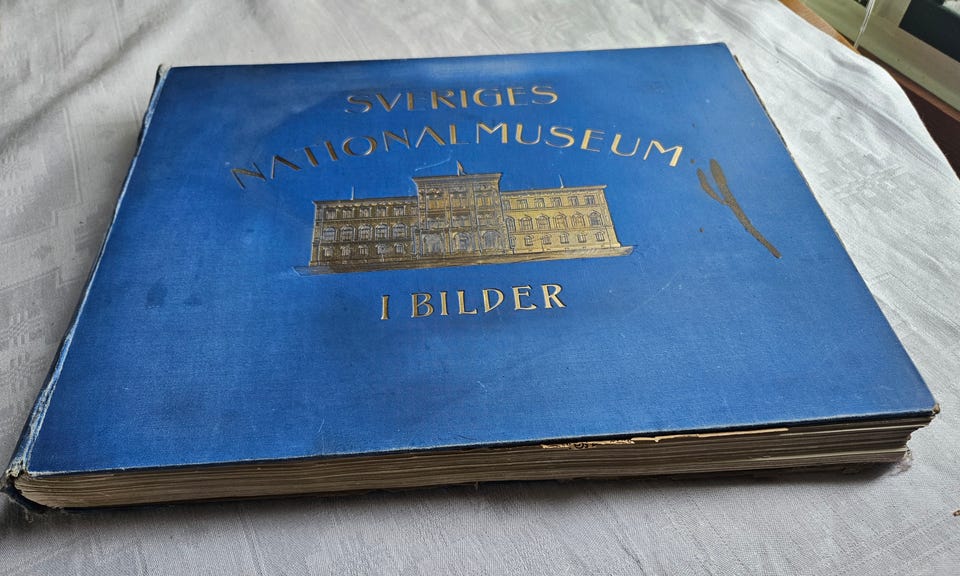 SVERIGES
NATIONALMUSEUM
I BILDER